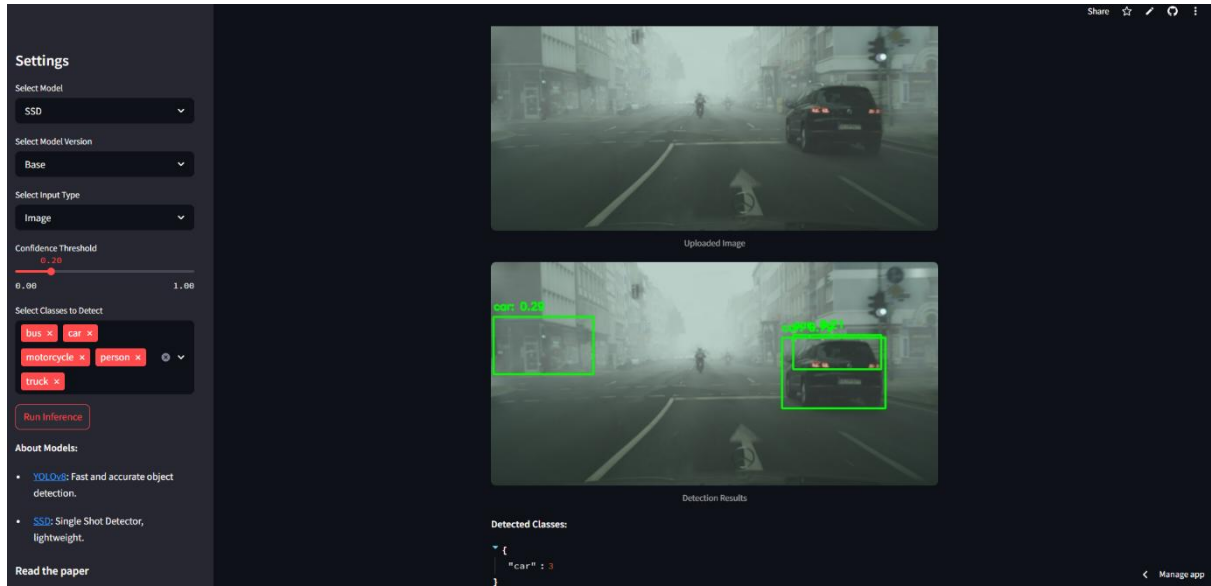 Share
Settings
Select Model
SSD
Select Model Version
Base
Select Input Type
Image
Confidence Threshold
0.20
0.00 1.00
Select Classes to Detect
bus × car ×
motorcycle × person ×
truck ×
Run Inference
About Models:
• YOLOv8: Fast and accurate object
detection.
• SSD: Single Shot Detector,
lightweight.
Read the paper
Uploaded Image
car: 0.29
Detection Results
Detected Classes:
{
"car" : 3
}
Manage app